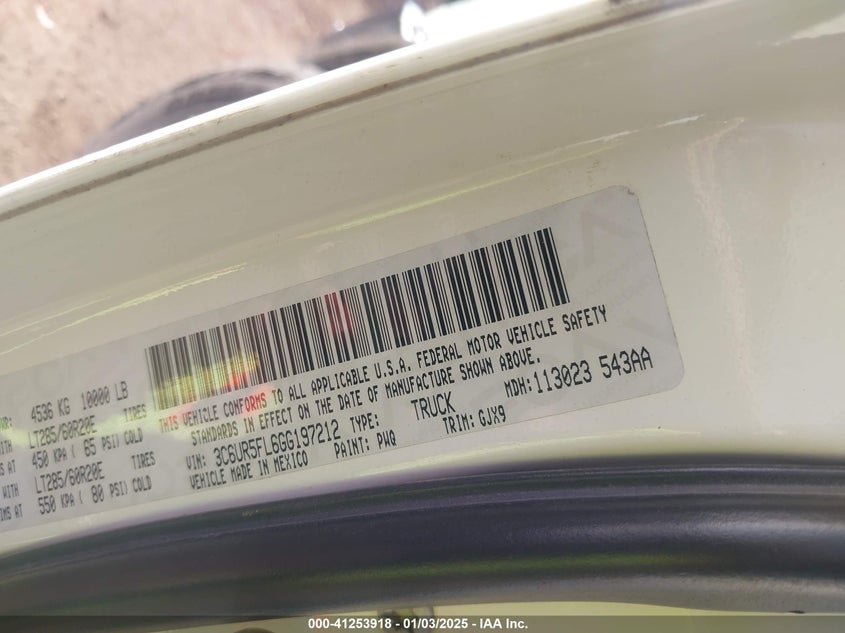 THIS VEHICLE CONFORMS TO ALL APPLICABLE U.S.A. FEDERAL MOTOR VEHICLE SAFETY
STANDARDS IN EFFECT ON THE DATE OF MANUFACTURE SHOWN ABOVE.
4536 KG 10000 LB
LT285/60R20E TIRES
450 KPA ( 65 PSI) COLD
WITH LT285/60R20E TIRES
AT 550 KPA ( 80 PSI) COLD
MDH: 113023 543AA
VIN: 3C6UR5FL6GG197212 TYPE: TRUCK
VEHICLE MADE IN MEXICO PAINT: PWQ TRIM: GJX9
000-41253918 - 01/03/2025 - IAA Inc.